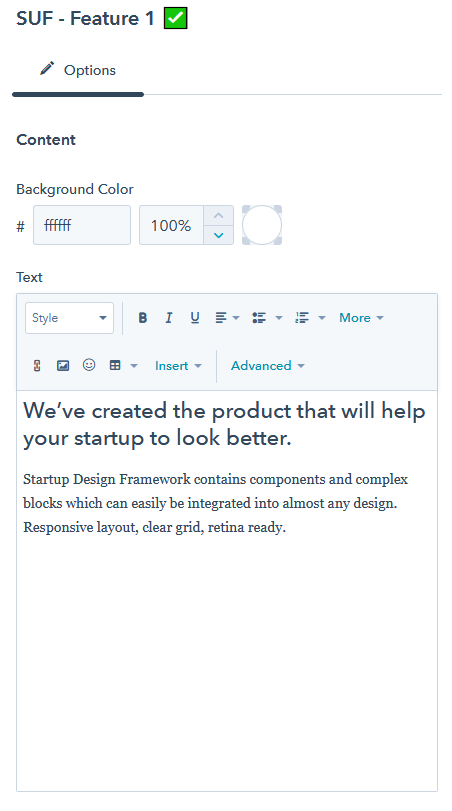 SUF - Feature 1 ✅
Options
Content
Background Color
# ffffff 100%
Text
Style B I U More
Insert Advanced
We’ve created the product that will help
your startup to look better.
Startup Design Framework contains components and complex
blocks which can easily be integrated into almost any design.
Responsive layout, clear grid, retina ready.